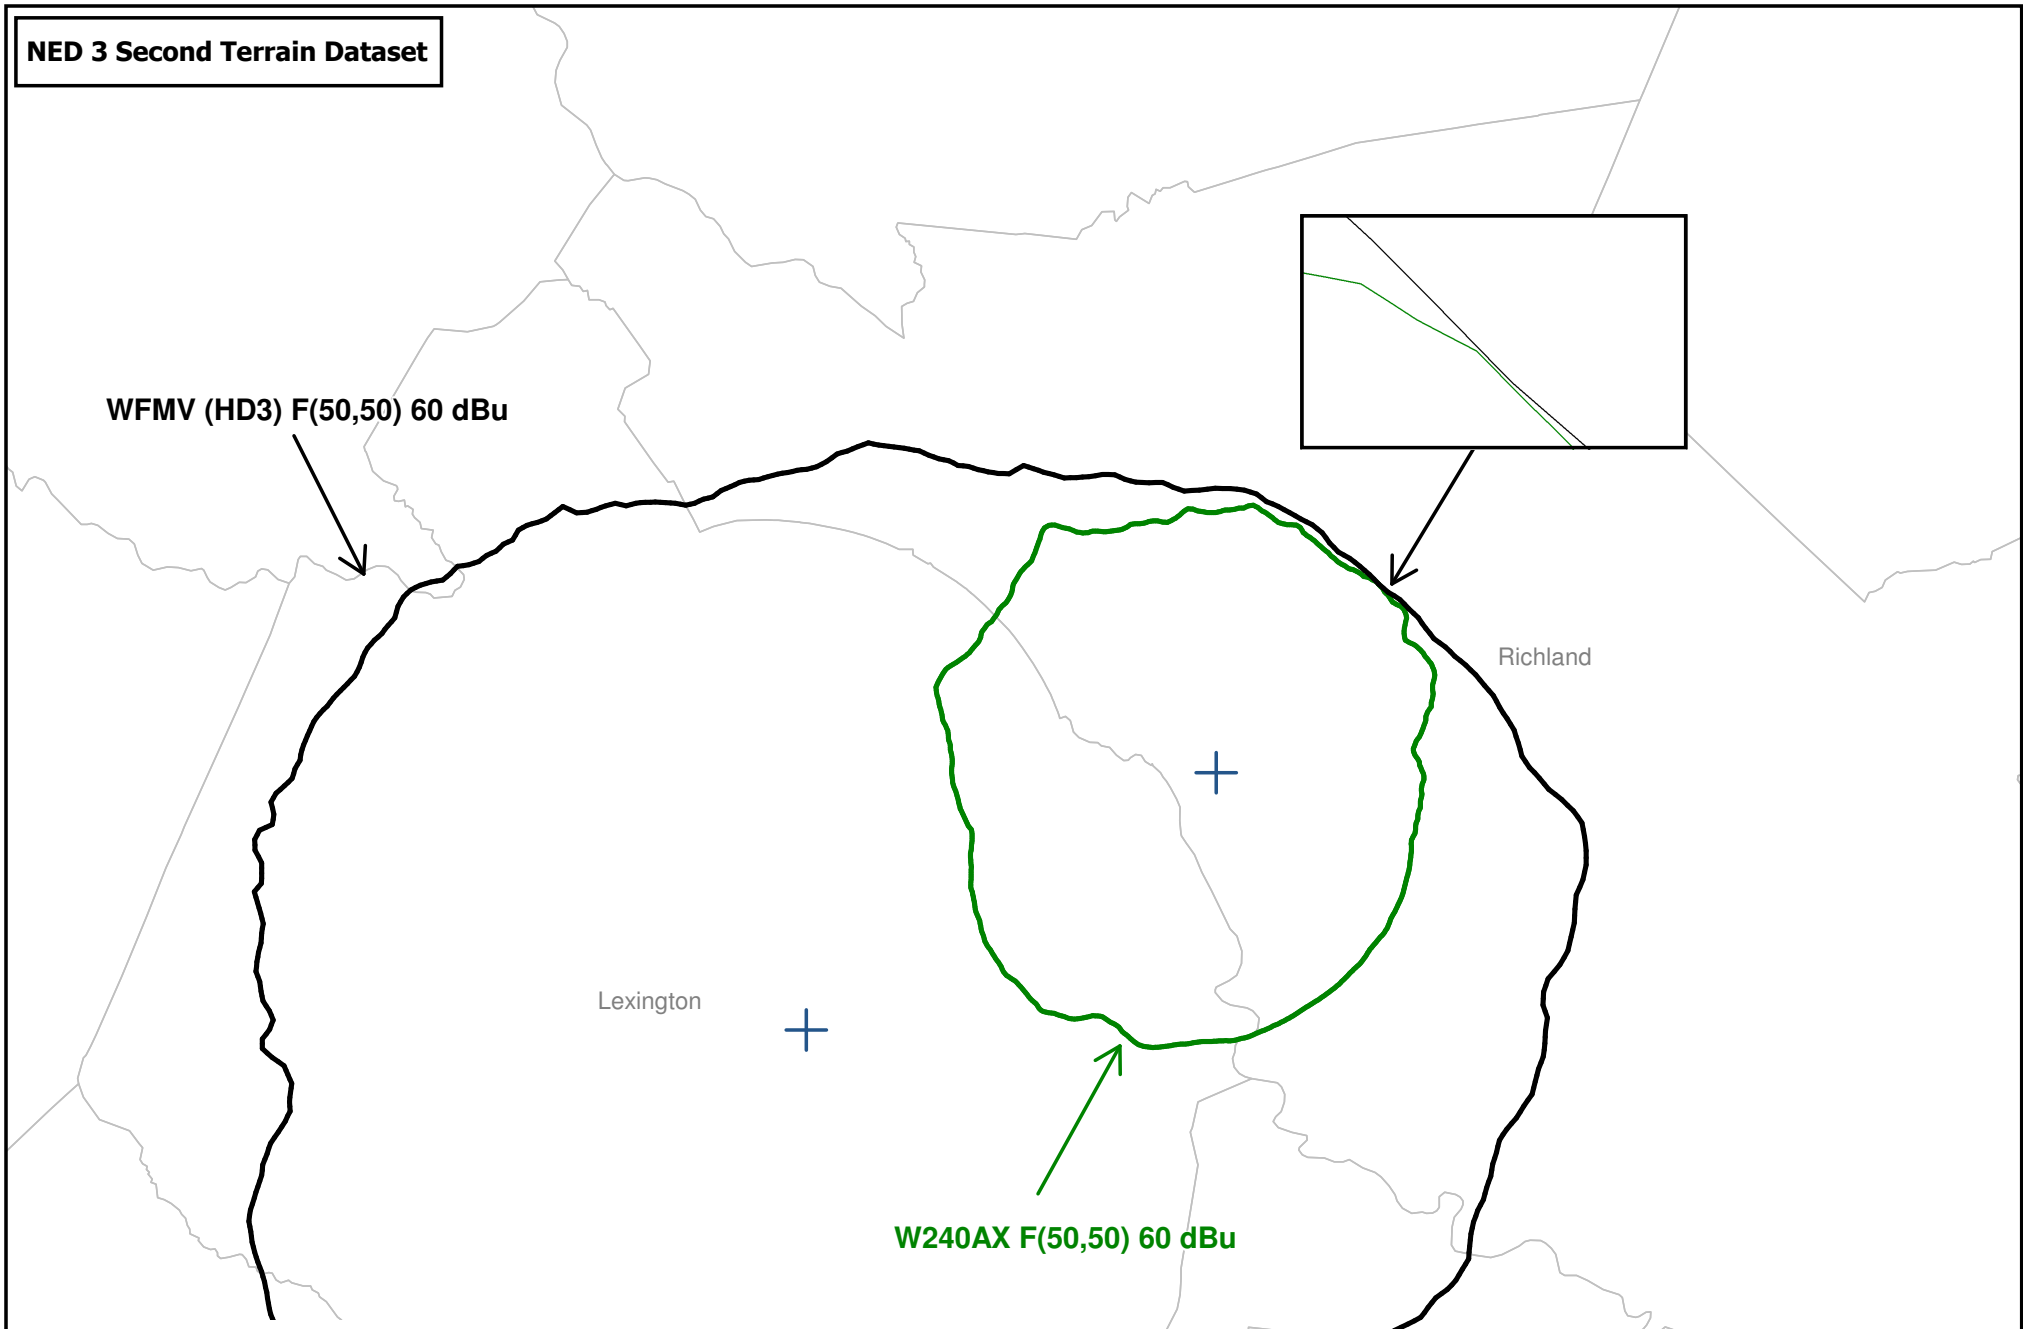 NED 3 Second Terrain Dataset
WFMV (HD3) F(50,50) 60 dBu
Richland
Lexington
W240AX F(50,50) 60 dBu